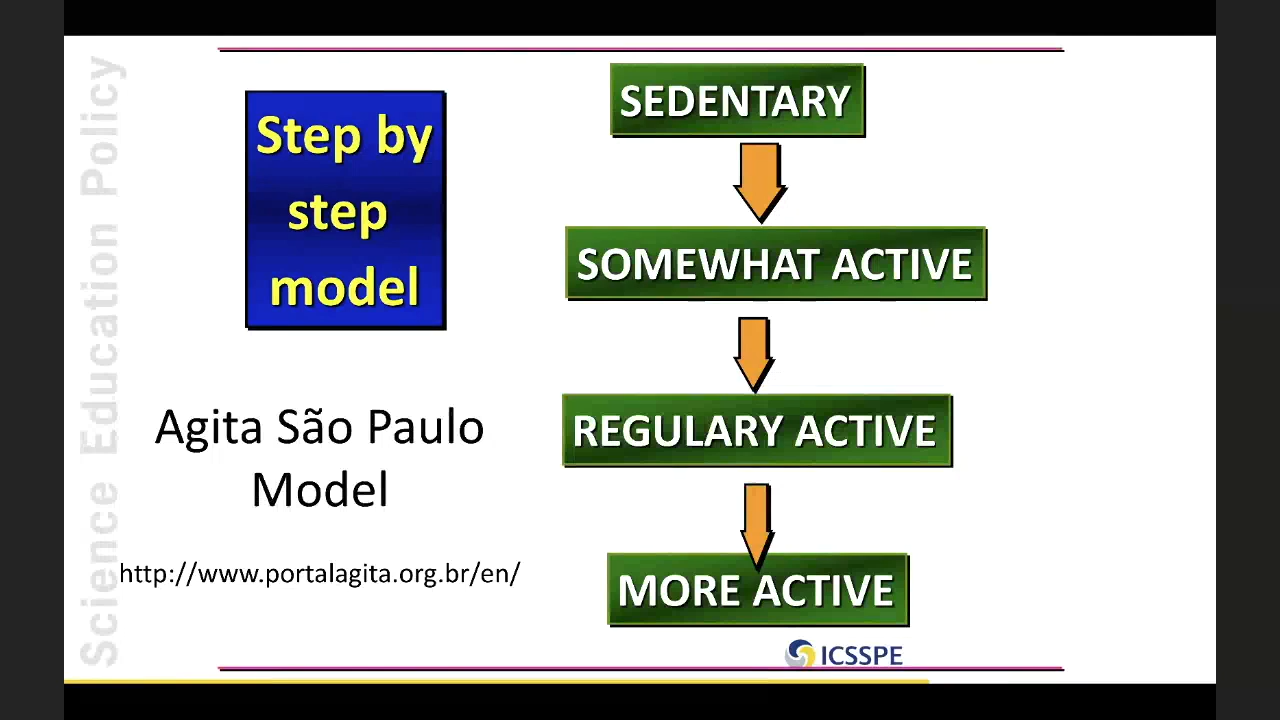 Science Education Policy
Step by
step
model
Agita São Paulo
Model
http://www.portalagita.org.br/en/
SEDENTARY
SOMEWHAT ACTIVE
REGULARY ACTIVE
MORE ACTIVE
ICSSPE